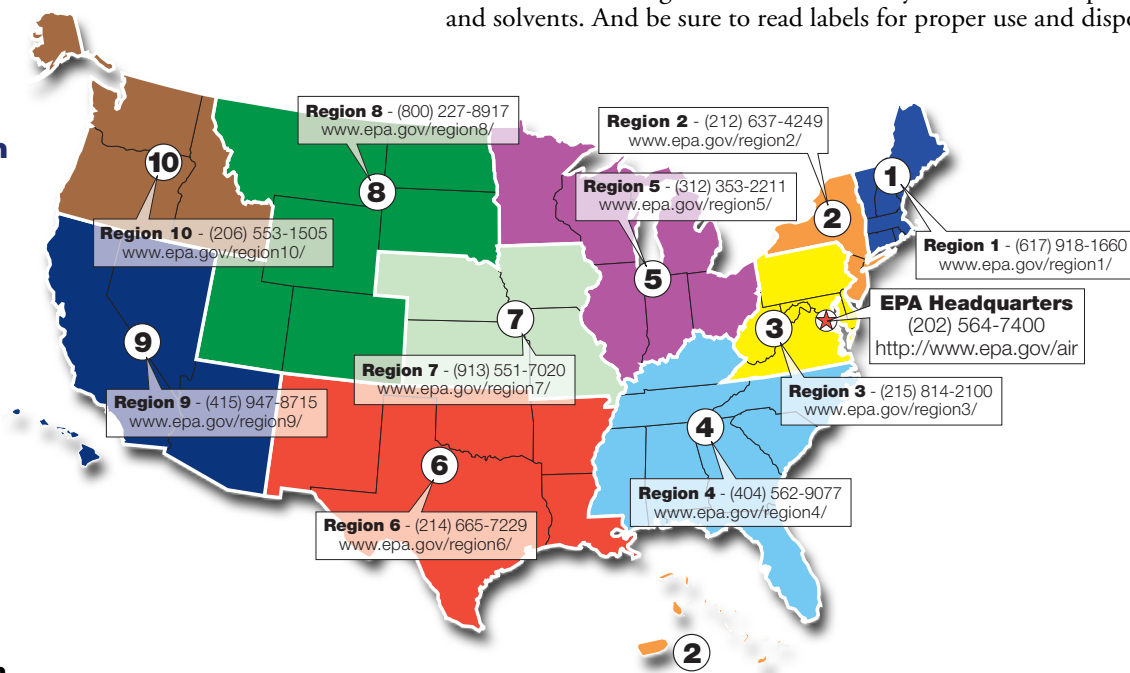 and solvents. And be sure to read labels for proper use and
Region 8 - (800) 227-8917
www.epa.gov/region8/
Region 2 - (212) 637-4249
www.epa.gov/region2/
10
8
Region 5 - (312) 353-2211
www.epa.gov/region5/
1
2
Region 10 - (206) 553-1505
www.epa.gov/region10/
Region 1 - (617) 918-1660
www.epa.gov/region1/
5
EPA Headquarters
(202) 564-7400
http://www.epa.gov/air
7
3
9
Region 7 - (913) 551-7020
www.epa.gov/region7/
Region 3 - (215) 814-2100
www.epa.gov/region3/
Region 9 - (415) 947-8715
www.epa.gov/region9/
4
6
Region 4 - (404) 562-9077
www.epa.gov/region4/
Region 6 - (214) 665-7229
www.epa.gov/region6/
2